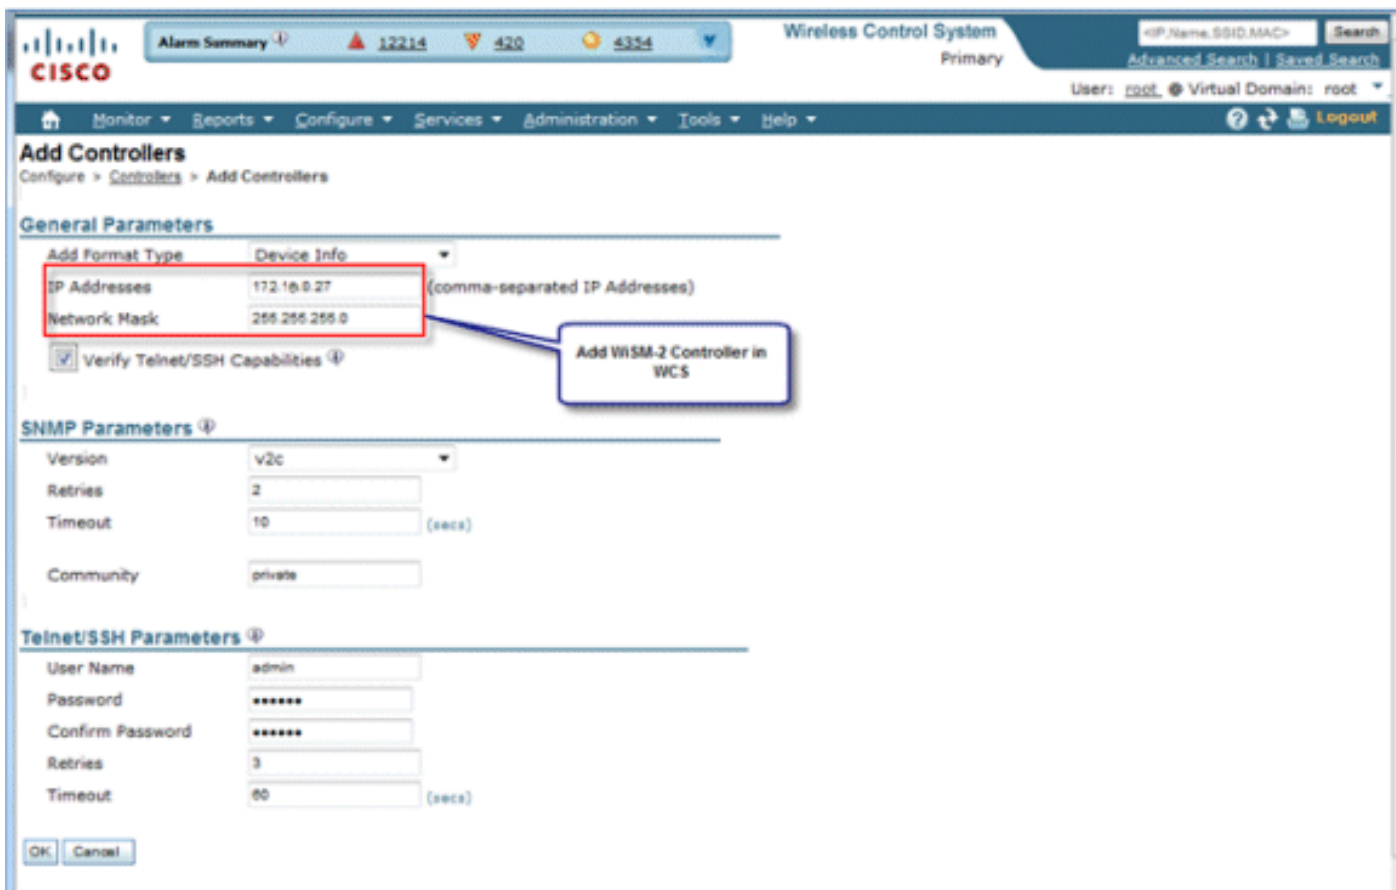 Alarm Summary 12214 420 4354
Wireless Control System
Primary
<IP,Name,SSID,MAC> Search
Advanced Search | Saved Search
CISCO
User: root @ Virtual Domain: root
Monitor Reports Configure Services Administration Tools Help Logout
Add Controllers
Configure > Controllers > Add Controllers
General Parameters
Add Format Type Device Info
IP Addresses 172.16.0.27 (comma-separated IP Addresses)
Network Mask 255.255.255.0
Verify Telnet/SSH Capabilities
Add WiSM-2 Controller in
WCS
SNMP Parameters
Version v2c
Retries 2
Timeout 10 (secs)
Community private
Telnet/SSH Parameters
User Name admin
Password ••••••
Confirm Password ••••••
Retries 3
Timeout 60 (secs)
OK Cancel